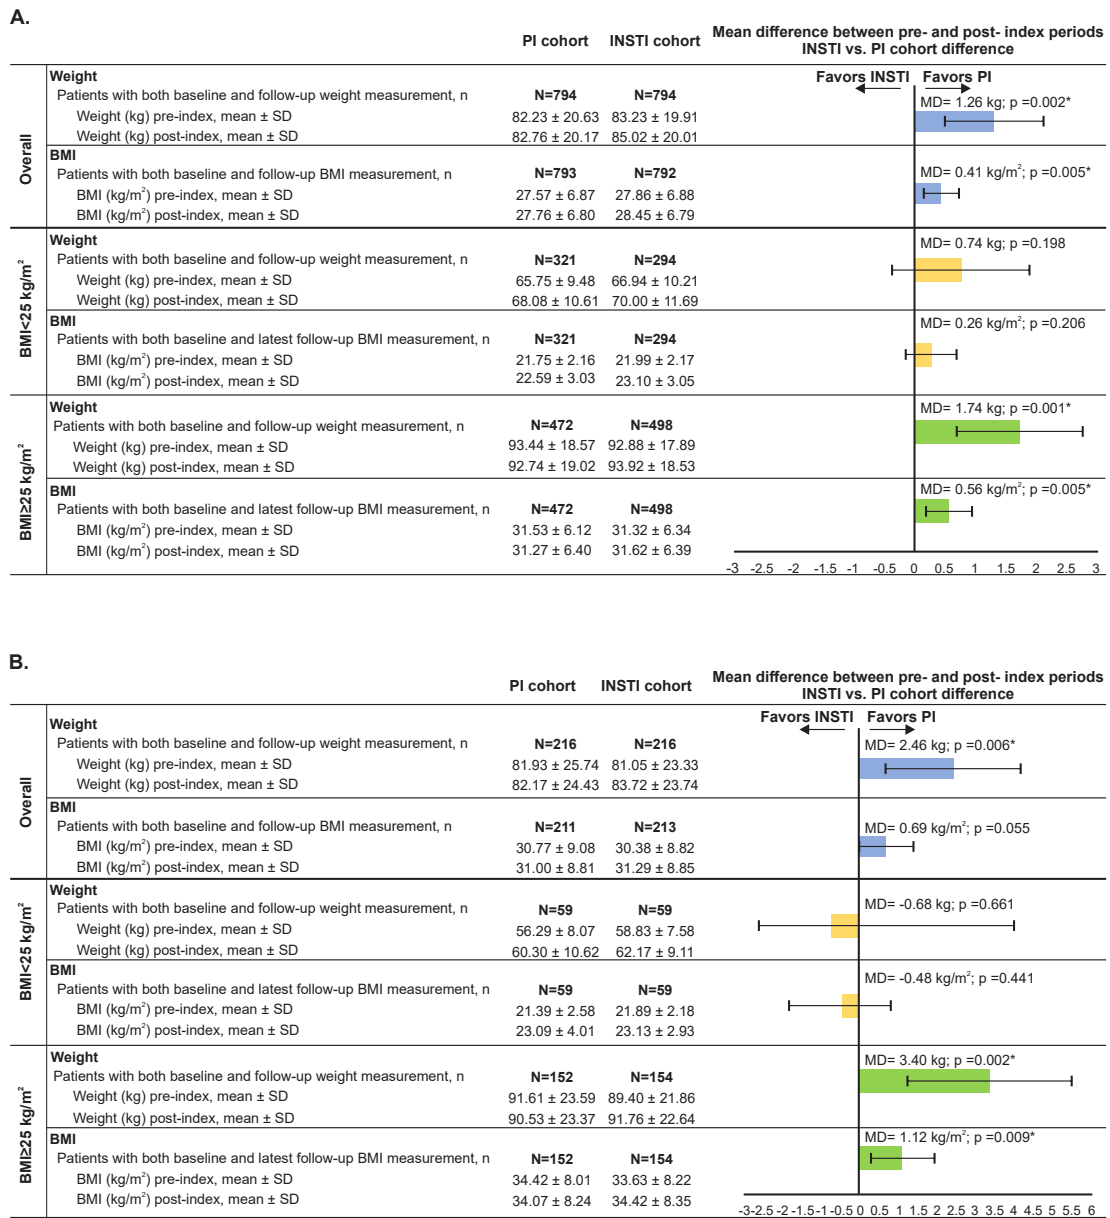 A.
PI cohort INSTI cohort Mean difference between pre- and post- index periods
INSTI vs. PI cohort difference
Favors INSTI Favors PI
Overall
Weight
Patients with both baseline and follow-up weight measurement, n N=794 N=794 MD= 1.26 kg; p =0.002*
Weight (kg) pre-index, mean ± SD 82.23 ± 20.63 83.23 ± 19.91
Weight (kg) post-index, mean ± SD 82.76 ± 20.17 85.02 ± 20.01
BMI
Patients with both baseline and follow-up BMI measurement, n N=793 N=792 MD= 0.41 kg/m²; p =0.005*
BMI (kg/m²) pre-index, mean ± SD 27.57 ± 6.87 27.86 ± 6.88
BMI (kg/m²) post-index, mean ± SD 27.76 ± 6.80 28.45 ± 6.79
BMI<25 kg/m²
Weight
Patients with both baseline and follow-up weight measurement, n N=321 N=294 MD= 0.74 kg; p =0.198
Weight (kg) pre-index, mean ± SD 65.75 ± 9.48 66.94 ± 10.21
Weight (kg) post-index, mean ± SD 68.08 ± 10.61 70.00 ± 11.69
BMI
Patients with both baseline and latest follow-up BMI measurement, n N=321 N=294 MD= 0.26 kg/m²; p =0.206
BMI (kg/m²) pre-index, mean ± SD 21.75 ± 2.16 21.99 ± 2.17
BMI (kg/m²) post-index, mean ± SD 22.59 ± 3.03 23.10 ± 3.05
BMI≥25 kg/m²
Weight
Patients with both baseline and follow-up weight measurement, n N=472 N=498 MD= 1.74 kg; p =0.001*
Weight (kg) pre-index, mean ± SD 93.44 ± 18.57 92.88 ± 17.89
Weight (kg) post-index, mean ± SD 92.74 ± 19.02 93.92 ± 18.53
BMI
Patients with both baseline and latest follow-up BMI measurement, n N=472 N=498 MD= 0.56 kg/m²; p =0.005*
BMI (kg/m²) pre-index, mean ± SD 31.53 ± 6.12 31.32 ± 6.34
BMI (kg/m²) post-index, mean ± SD 31.27 ± 6.40 31.62 ± 6.39
-3 -2.5 -2 -1.5 -1 -0.5 0 0.5 1 1.5 2 2.5 3
B.
PI cohort INSTI cohort Mean difference between pre- and post- index periods
INSTI vs. PI cohort difference
Favors INSTI Favors PI
Overall
Weight
Patients with both baseline and follow-up weight measurement, n N=216 N=216 MD= 2.46 kg; p =0.006*
Weight (kg) pre-index, mean ± SD 81.93 ± 25.74 81.05 ± 23.33
Weight (kg) post-index, mean ± SD 82.17 ± 24.43 83.72 ± 23.74
BMI
Patients with both baseline and follow-up BMI measurement, n N=211 N=213 MD= 0.69 kg/m²; p =0.055
BMI (kg/m²) pre-index, mean ± SD 30.77 ± 9.08 30.38 ± 8.82
BMI (kg/m²) post-index, mean ± SD 31.00 ± 8.81 31.29 ± 8.85
BMI<25 kg/m²
Weight
Patients with both baseline and follow-up weight measurement, n N=59 N=59 MD= -0.68 kg; p =0.661
Weight (kg) pre-index, mean ± SD 56.29 ± 8.07 58.83 ± 7.58
Weight (kg) post-index, mean ± SD 60.30 ± 10.62 62.17 ± 9.11
BMI
Patients with both baseline and latest follow-up BMI measurement, n N=59 N=59 MD= -0.48 kg/m²; p =0.441
BMI (kg/m²) pre-index, mean ± SD 21.39 ± 2.58 21.89 ± 2.18
BMI (kg/m²) post-index, mean ± SD 23.09 ± 4.01 23.13 ± 2.93
BMI≥25 kg/m²
Weight
Patients with both baseline and follow-up weight measurement, n N=152 N=154 MD= 3.40 kg; p =0.002*
Weight (kg) pre-index, mean ± SD 91.61 ± 23.59 89.40 ± 21.86
Weight (kg) post-index, mean ± SD 90.53 ± 23.37 91.76 ± 22.64
BMI
Patients with both baseline and latest follow-up BMI measurement, n N=152 N=154 MD= 1.12 kg/m²; p =0.009*
BMI (kg/m²) pre-index, mean ± SD 34.42 ± 8.01 33.63 ± 8.22
BMI (kg/m²) post-index, mean ± SD 34.07 ± 8.24 34.42 ± 8.35
-3 -2.5 -2 -1.5 -1 -0.5 0 0.5 1 1.5 2 2.5 3 3.5 4 4.5 5 5.5 6